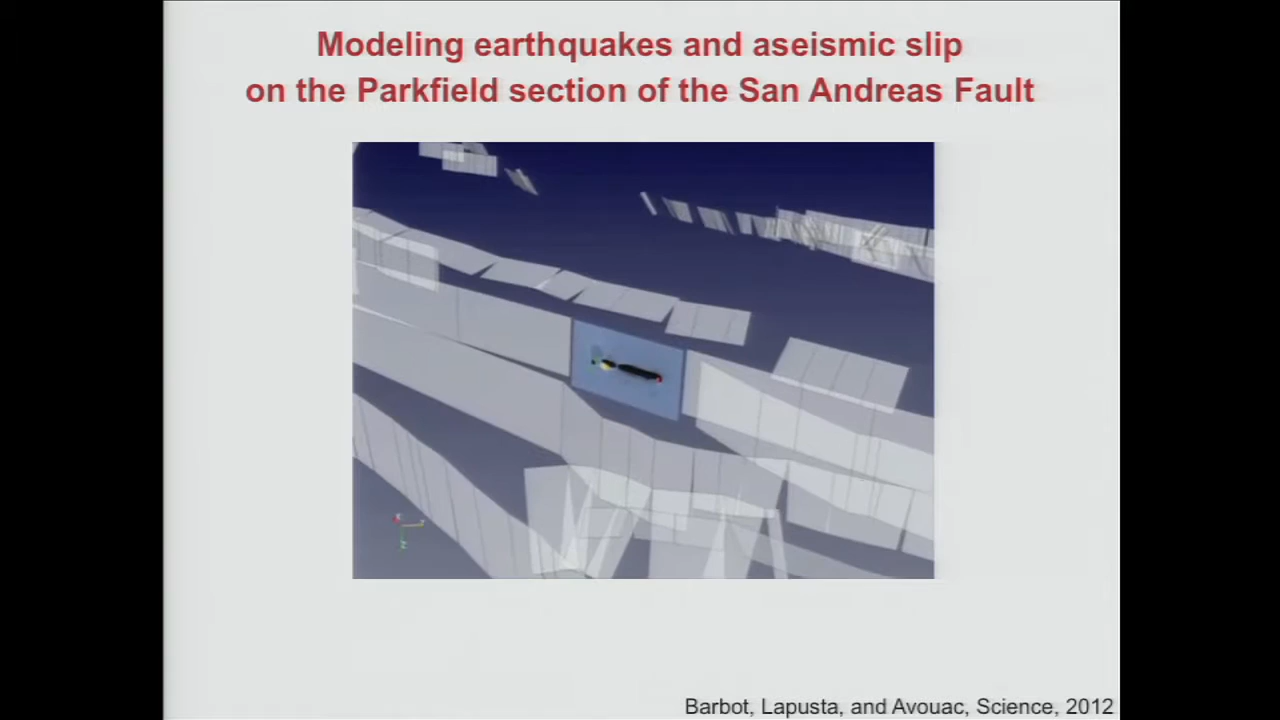 Modeling earthquakes and aseismic slip
on the Parkfield section of the San Andreas Fault
Barbot, Lapusta, and Avouac, Science, 2012